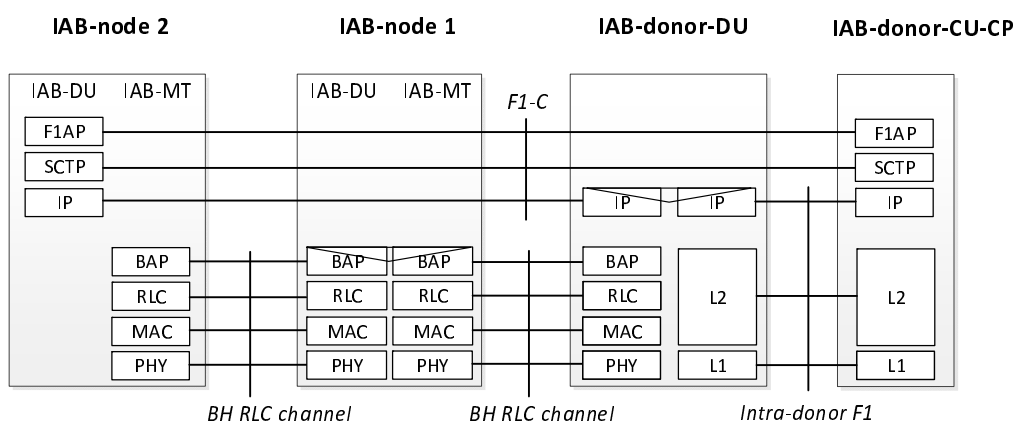 IAB-node 2 IAB-node 1 IAB-donor-DU IAB-donor-CU-CP
IAB-DU IAB-MT IAB-DU IAB-MT
F1-C
F1AP F1AP
SCTP SCTP
IP IP IP IP
BAP BAP BAP BAP
RLC RLC RLC RLC L2 L2
MAC MAC MAC MAC
PHY PHY PHY PHY L1 L1
BH RLC channel BH RLC channel Intra-donor F1